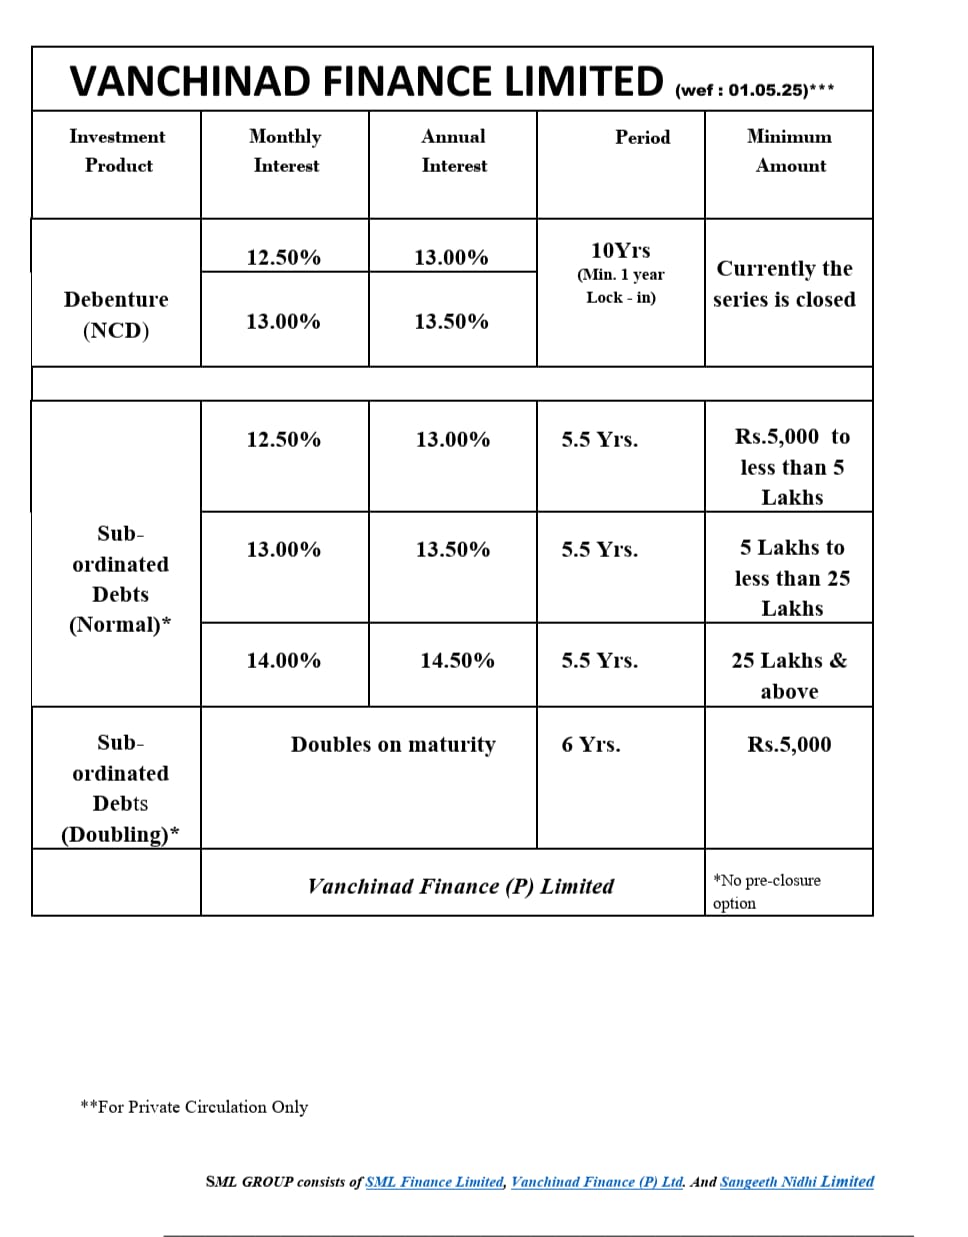 VANCHINAD FINANCE LIMITED (wef : 01.05.25)***
Investment
Product
Monthly
Interest
Annual
Interest
Period
Minimum
Amount
Debenture
(NCD)
12.50%
13.00%
13.00%
13.50%
10Yrs
(Min. 1 year
Lock - in)
Currently the
series is closed
Sub-
ordinated
Debts
(Normal)*
12.50%
13.00%
5.5 Yrs.
Rs.5,000 to
less than 5
Lakhs
13.00%
13.50%
5.5 Yrs.
5 Lakhs to
less than 25
Lakhs
14.00%
14.50%
5.5 Yrs.
25 Lakhs &
above
Sub-
ordinated
Debts
(Doubling)*
Doubles on maturity
6 Yrs.
Rs.5,000
Vanchinad Finance (P) Limited
*No pre-closure
option
**For Private Circulation Only
SML GROUP consists of SML Finance Limited, Vanchinad Finance (P) Ltd. And Sangeeth Nidhi Limited